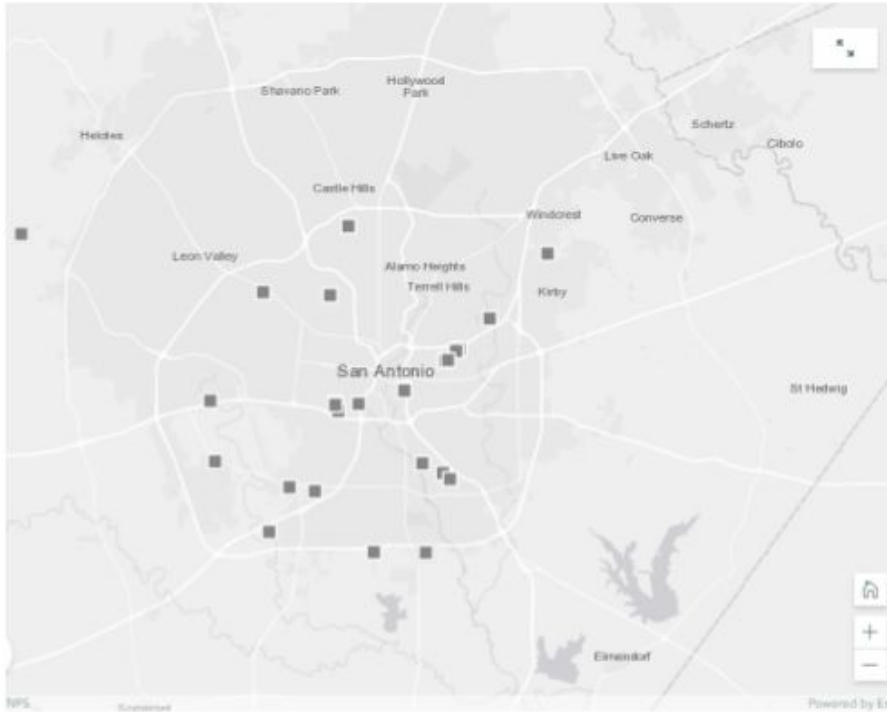 Hollywood
Park
Shavano Park
Schertz
Helotes
Cibolo
Live Oak
Castle Hills
Windcrest
Converse
Leon Valley
Alamo Heights
Terrell Hills
Kirby
San Antonio
St Hedwig
Elmendorf
NPS
Powered by Es